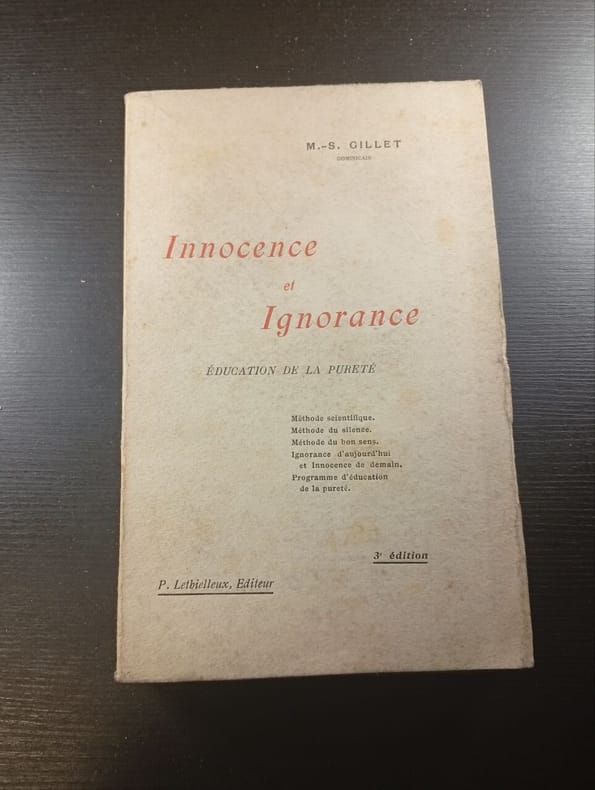 M.-S. GILLET
DOMINICAIN
Innocence
et
Ignorance
ÉDUCATION DE LA PURETÉ
Méthode scientifique.
Méthode du silence.
Méthode du bon sens.
Ignorance d'aujourd'hui
et Innocence de demain.
Programme d'éducation
de la pureté.
3e édition
P. Lethielleux, Editeur